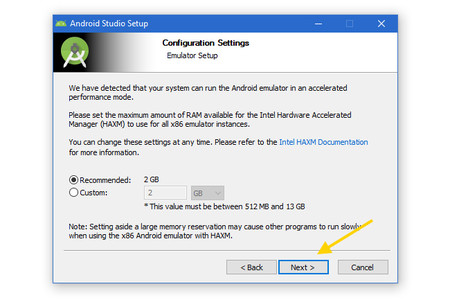 Android Studio Setup
Configuration Settings
Emulator Setup
We have detected that your system can run the Android emulator in an accelerated
performance mode.
Please set the maximum amount of RAM available for the Intel Hardware Accelerated
Manager (HAXM) to use for all x86 emulator instances.
You can change these settings at any time. Please refer to the Intel HAXM Documentation
for more information.
Recommended: 2 GB
Custom: 2 GB
* This value must be between 512 MB and 13 GB
Note: Setting aside a large memory reservation may cause other programs to run slowly
when using the x86 Android emulator with HAXM.
< Back Next > Cancel